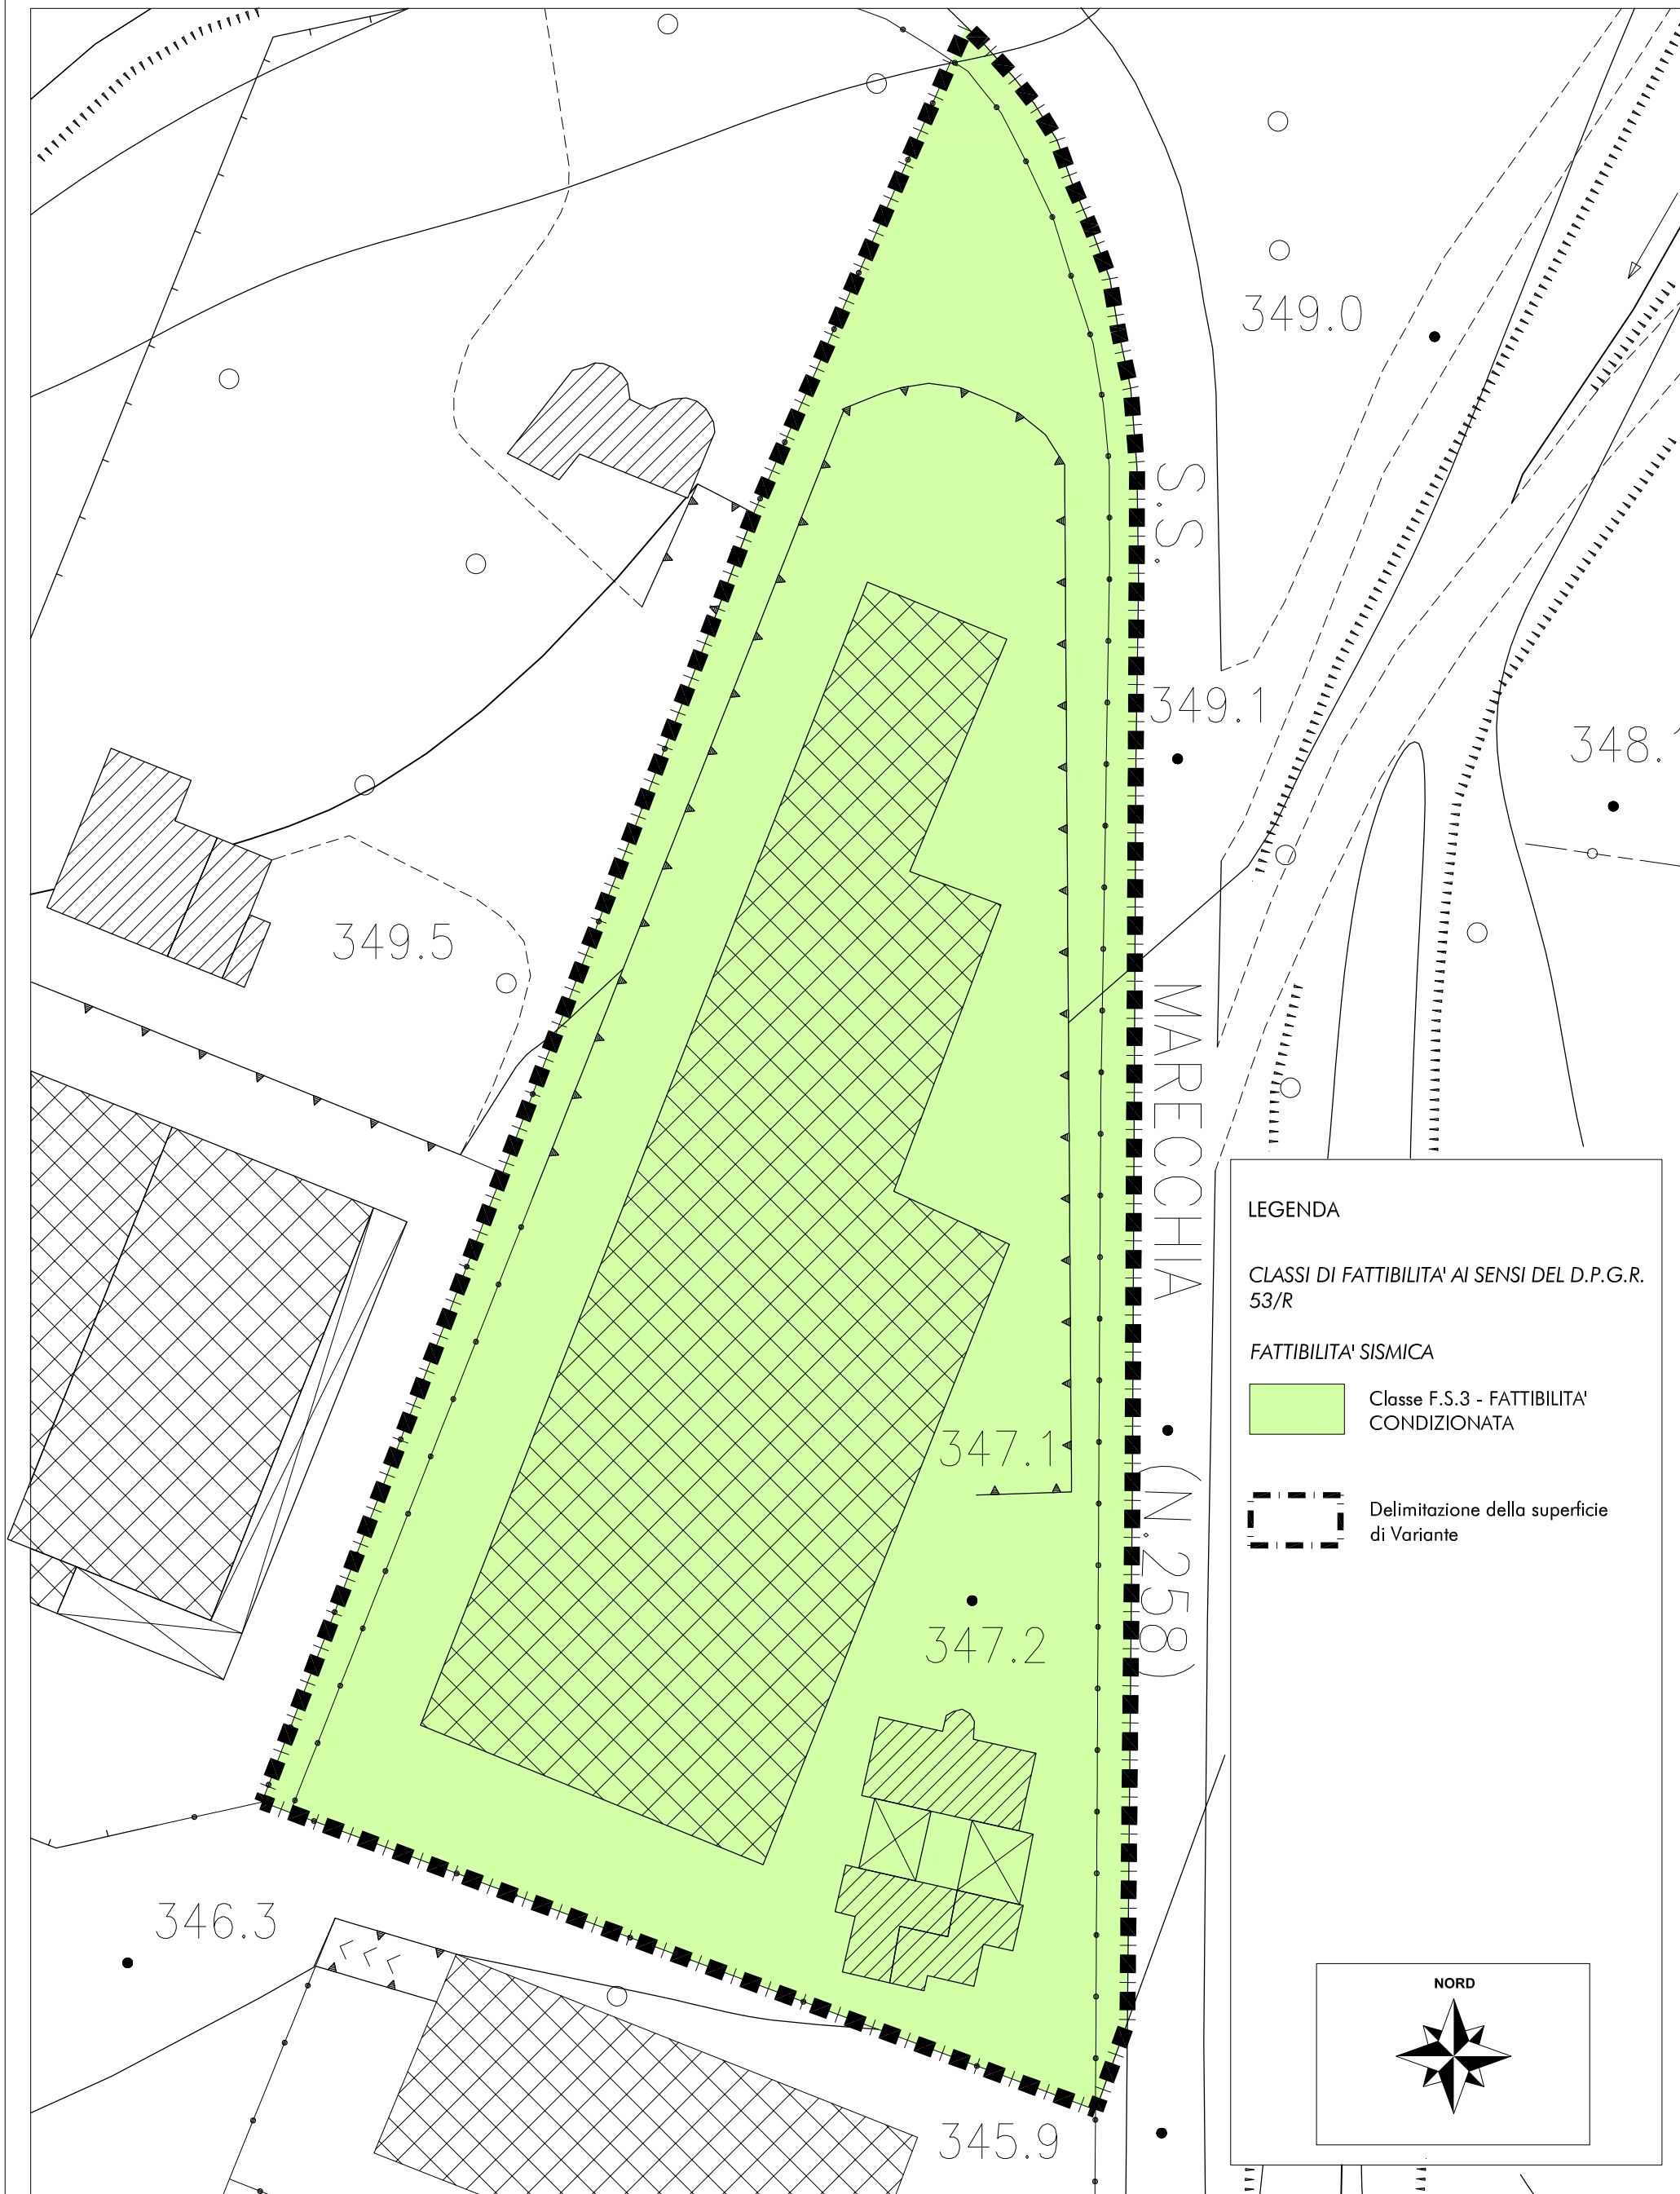 349.0
S.S.
349.1
348.
349.5
MARECCHIA
LEGENDA
CLASSI DI FATTIBILITA' AI SENSI DEL D.P.G.R.
53/R
FATTIBILITA' SISMICA
Classe F.S.3 - FATTIBILITA'
CONDIZIONATA
347.1
(N.258)
Delimitazione della superficie
di Variante
347.2
346.3
NORD
345.9